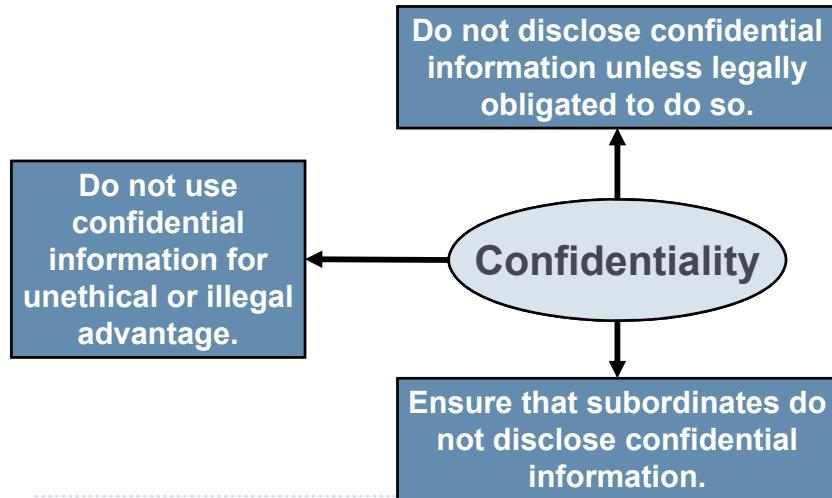 Do not disclose confidential
information unless legally
obligated to do so.
Do not use
confidential
information for
unethical or illegal
advantage.
Confidentiality
Ensure that subordinates do
not disclose confidential
information.